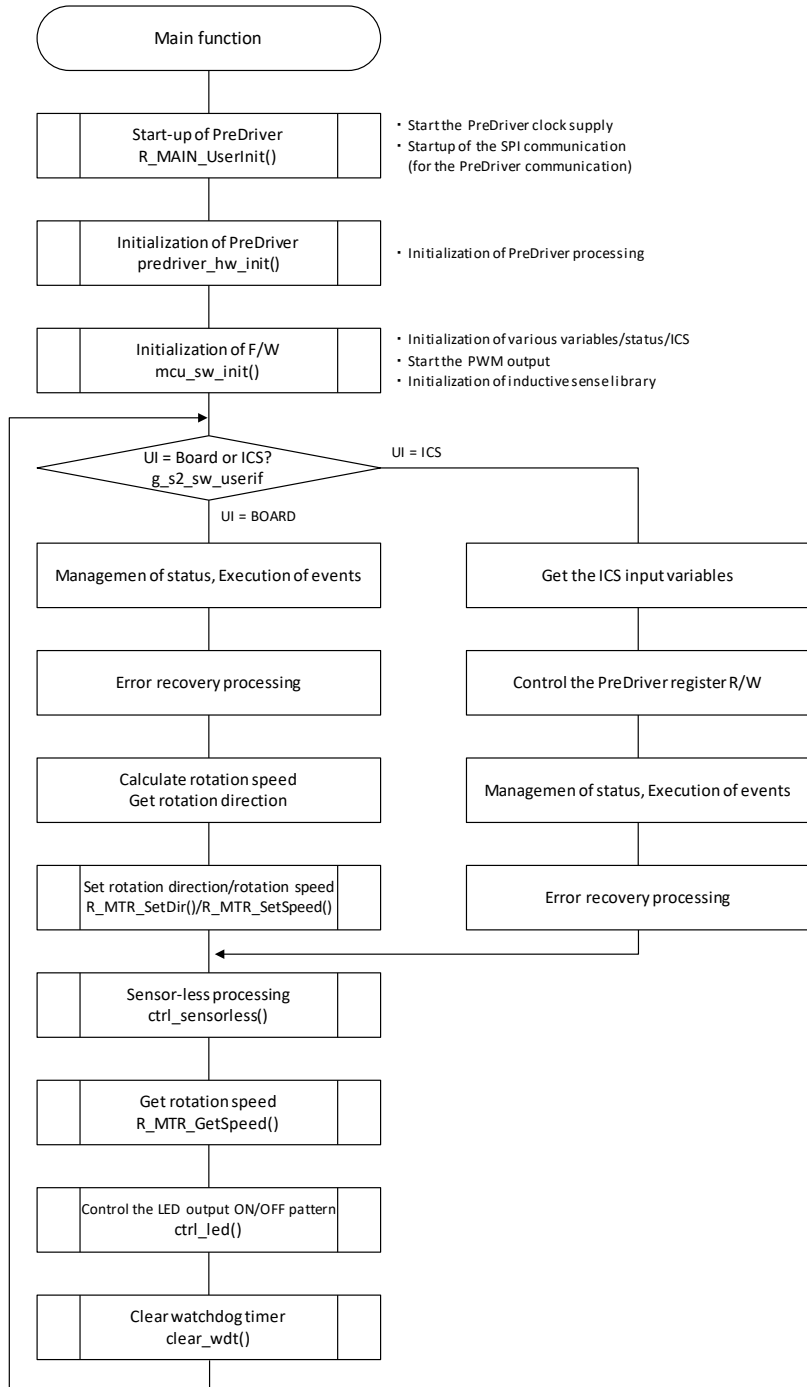 Main function
Start-up of PreDriver
R_MAIN_UserInit()
・Start the PreDriver clock supply
・Startup of the SPI communication
(for the PreDriver communication)
Initialization of PreDriver
predriver_hw_init()
・Initialization of PreDriver processing
Initialization of F/W
mcu_sw_init()
・Initialization of various variables/status/ICS
・Start the PWM output
・Initialization of inductive sense library
UI = Board or ICS?
g_s2_sw_userif
UI = ICS
UI = BOARD
Managemen of status, Execution of events
Error recovery processing
Calculate rotation speed
Get rotation direction
Set rotation direction/rotation speed
R_MTR_SetDir()/R_MTR_SetSpeed()
Get the ICS input variables
Control the PreDriver register R/W
Managemen of status, Execution of events
Error recovery processing
Sensor-less processing
ctrl_sensorless()
Get rotation speed
R_MTR_GetSpeed()
Control the LED output ON/OFF pattern
ctrl_led()
Clear watchdog timer
clear_wdt()